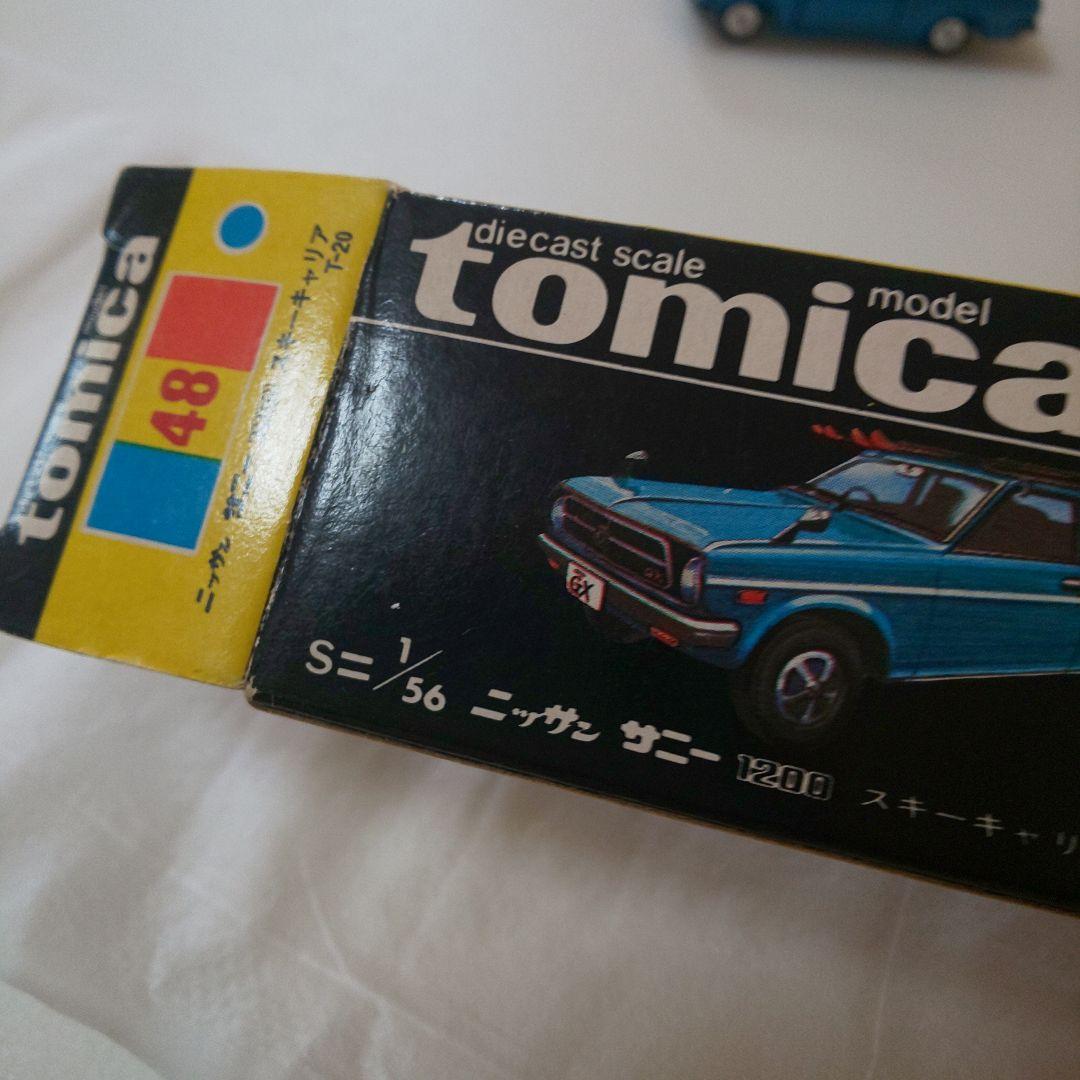 tomica
48
ニッサン サニー 1200 スキーキャリア
T-20
diecast scale model
tomica
GX
GX
S=1/56 ニッサン サニー 1200 スキーキャリ